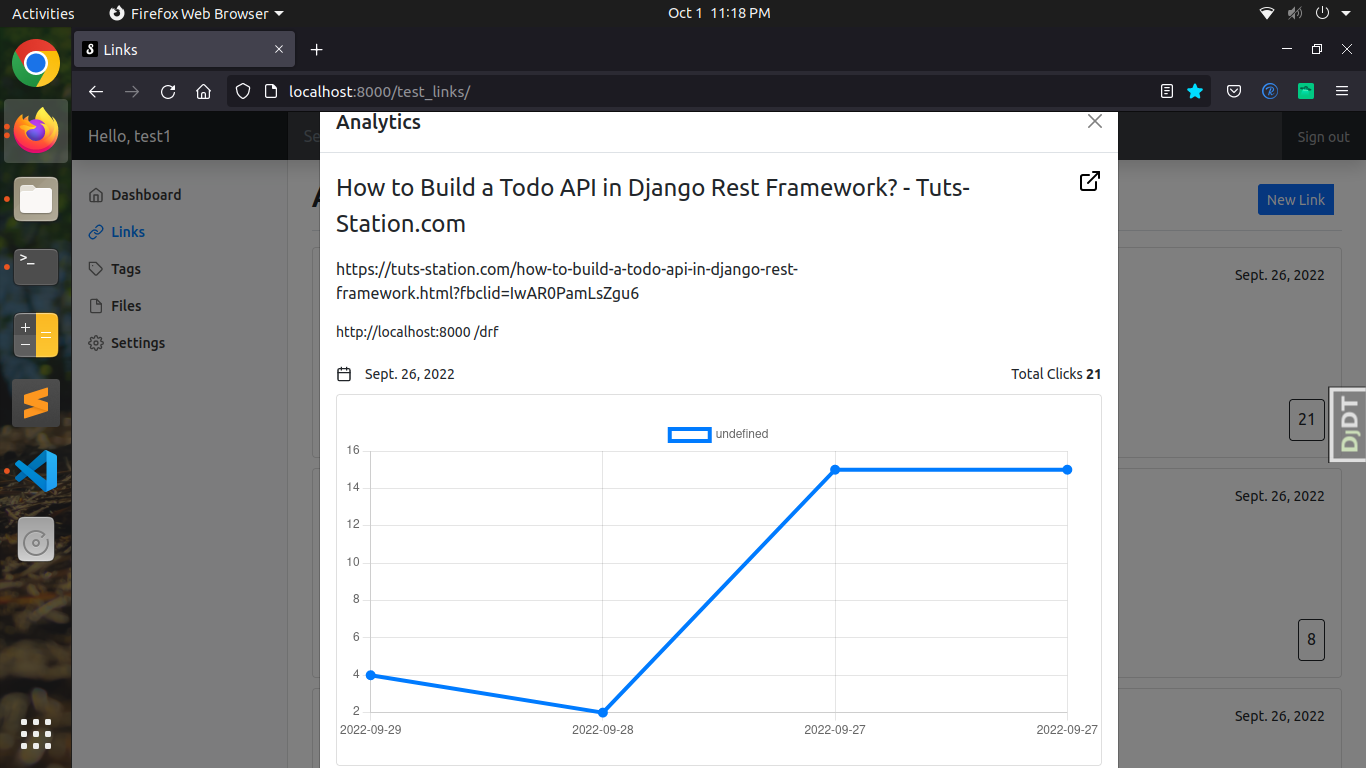 Activities
Firefox Web Browser
Oct 1 11:18 PM
Links
localhost:8000/test_links/
Hello, test1
Se
Analytics
Sign out
Dashboard
Links
Tags
Files
Settings
A
New Link
How to Build a Todo API in Django Rest Framework? - Tuts-
Station.com
https://tuts-station.com/how-to-build-a-todo-api-in-django-rest-
framework.html?fbclid=IwAR0PamLsZgu6
http://localhost:8000 /drf
Sept. 26, 2022
Total Clicks 21
undefined
16
14
12
10
8
6
4
2
2022-09-29
2022-09-28
2022-09-27
2022-09-27
Sept. 26, 2022
21
DjDT
Sept. 26, 2022
8
Sept. 26, 2022